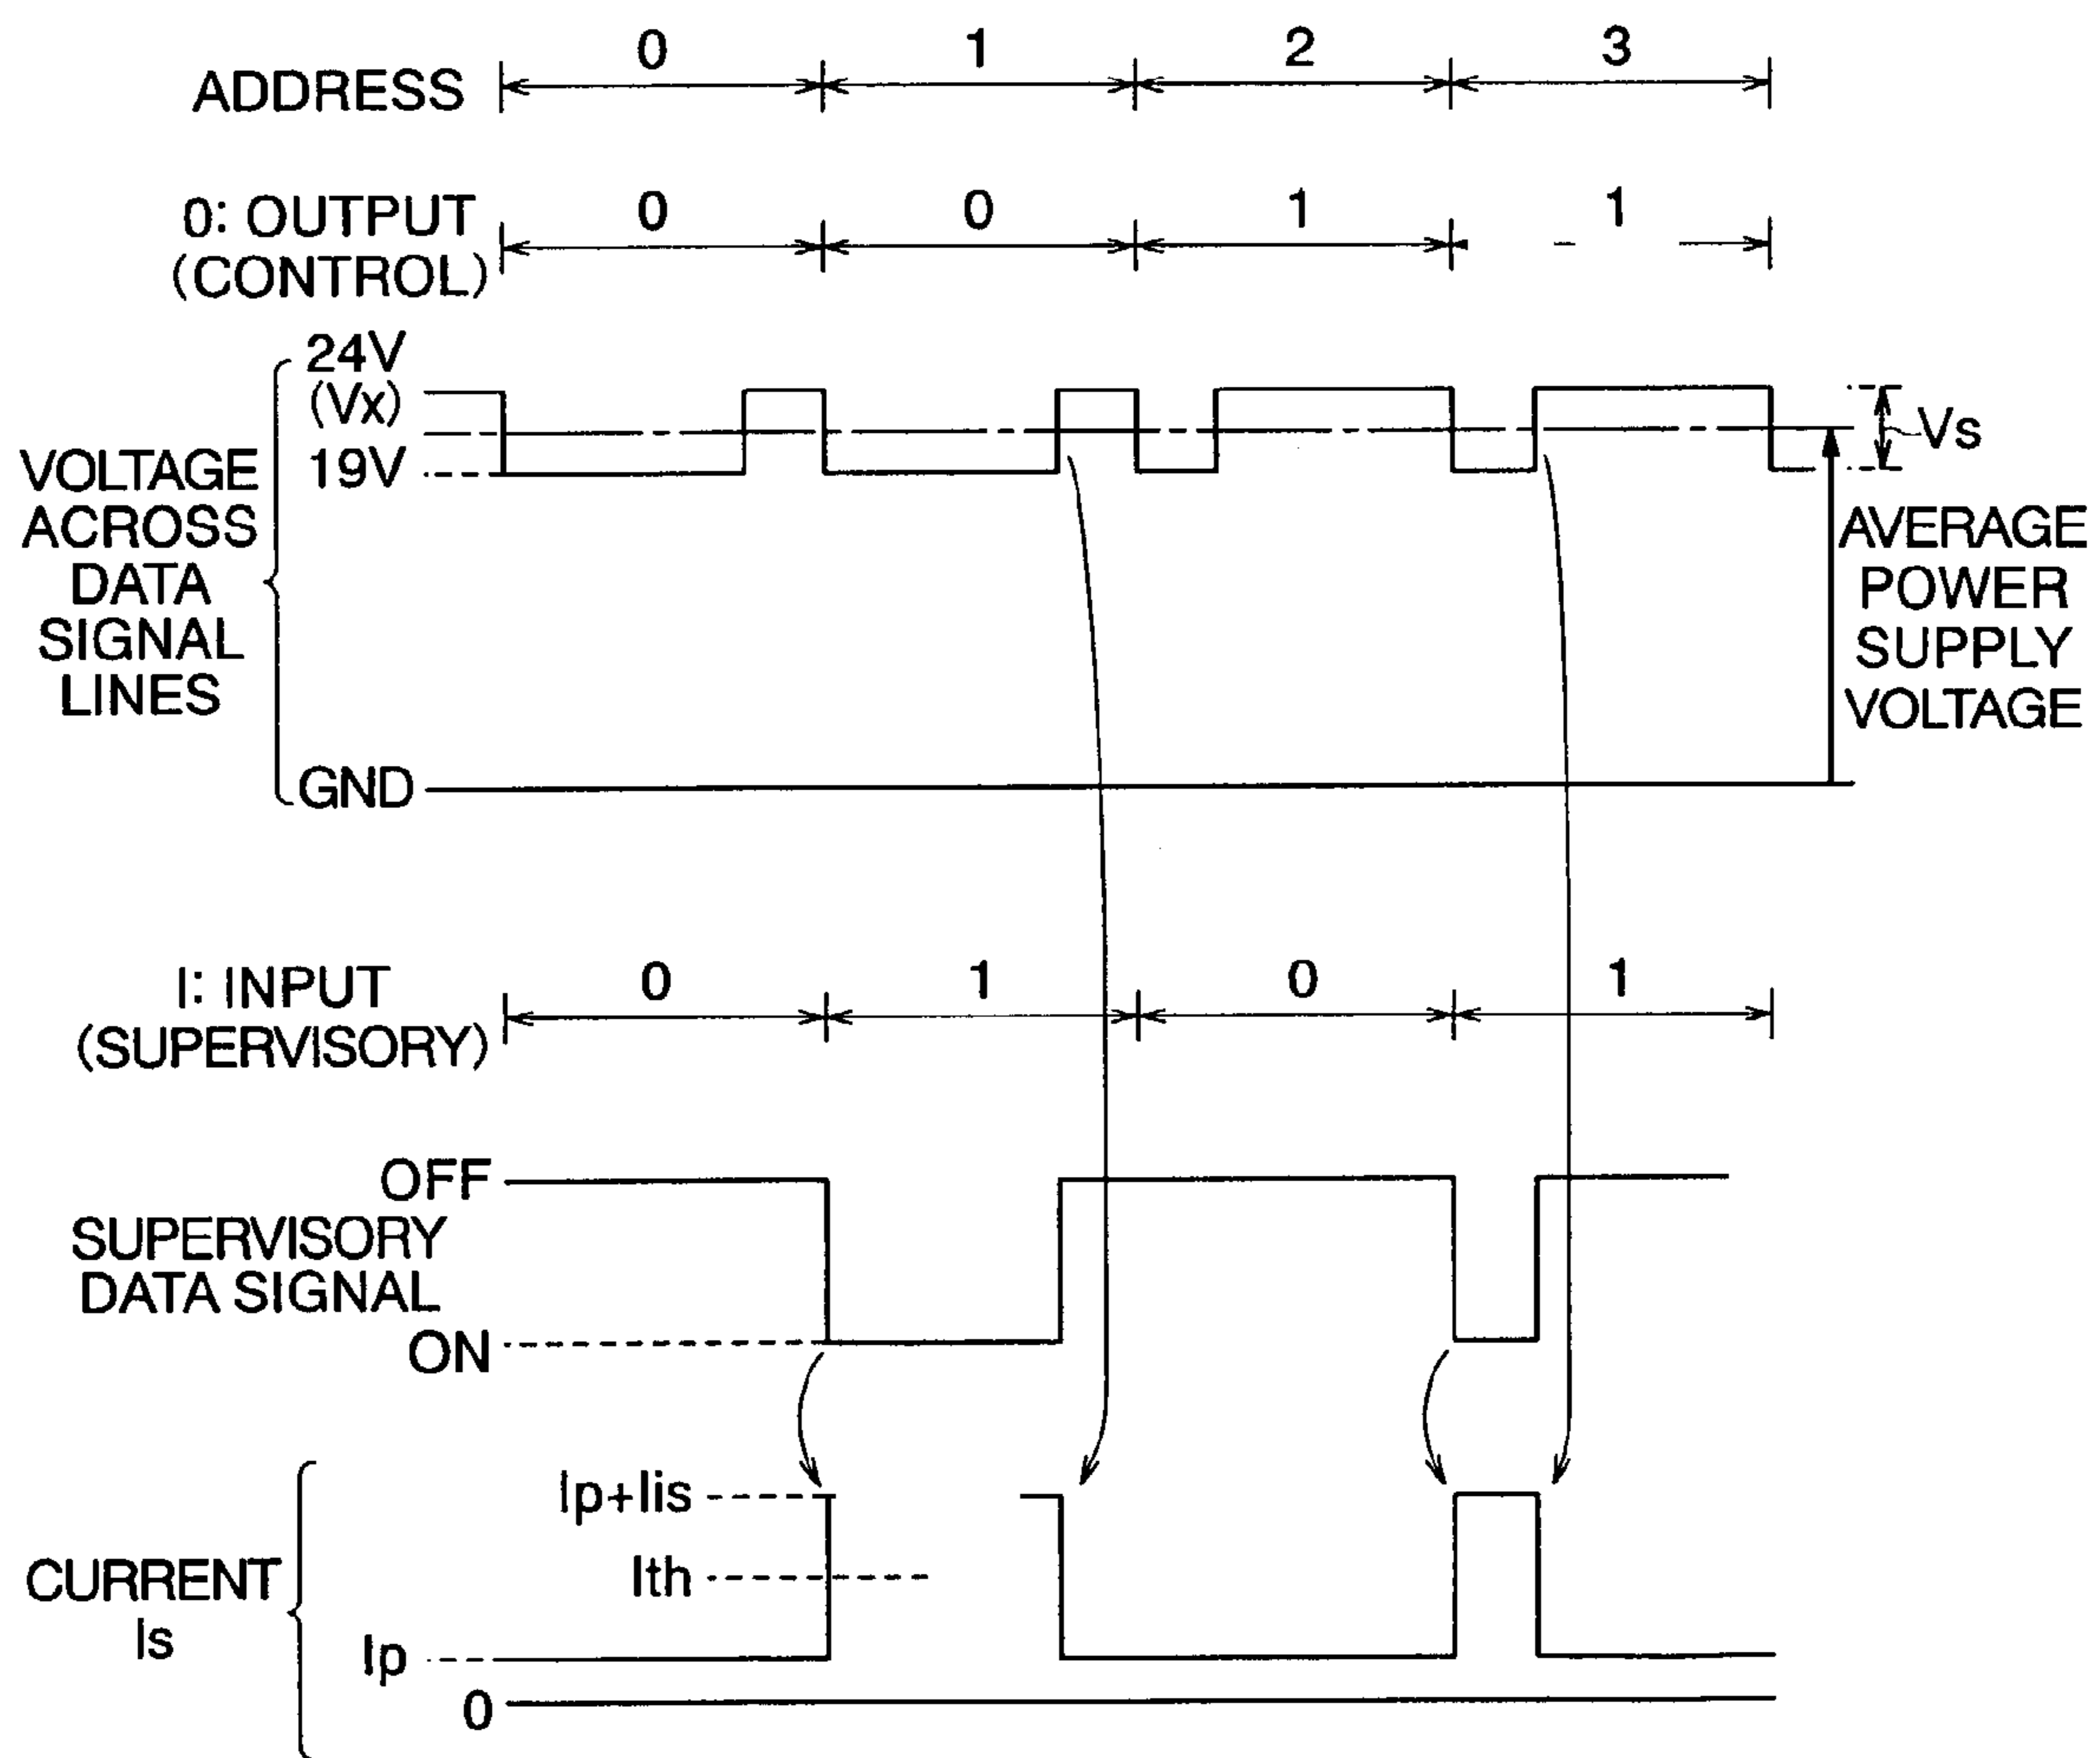 ADDRESS 0 1 2 3
0: OUTPUT
(CONTROL)
0 0 1 1
24V
(Vx)
19V
Vs
VOLTAGE
ACROSS
DATA
SIGNAL
LINES
AVERAGE
POWER
SUPPLY
VOLTAGE
GND
I: INPUT
(SUPERVISORY)
0 1 0 1
OFF
SUPERVISORY
DATA SIGNAL
ON
Ip+Iis
Ith
CURRENT
Is
Ip
0